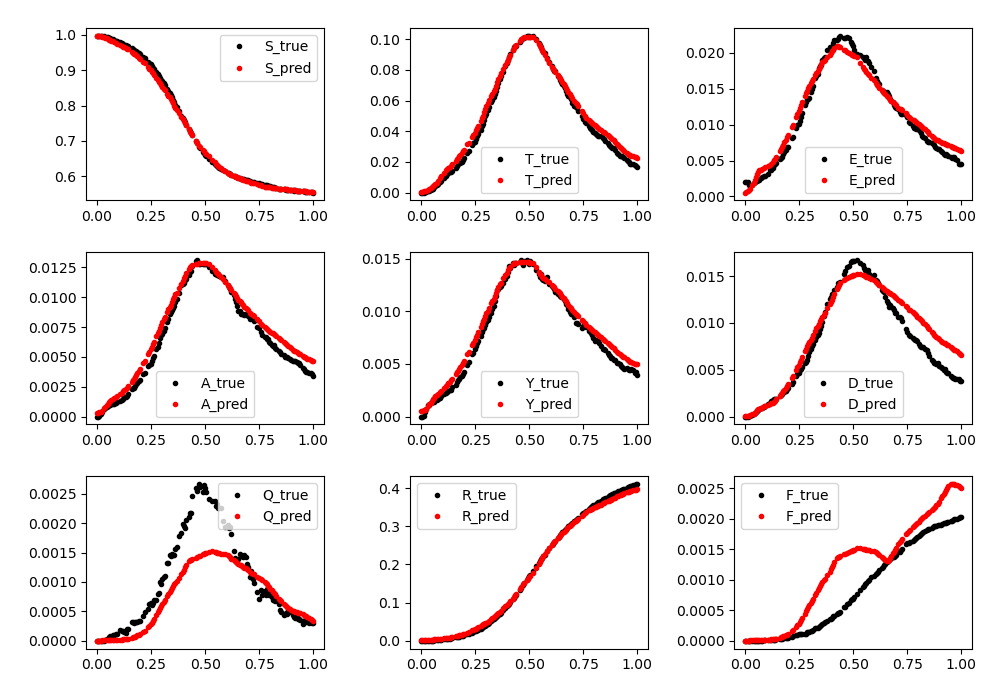 1.0
0.9
0.8
0.7
0.6
S_true
S_pred
0.00 0.25 0.50 0.75 1.00
0.10
0.08
0.06
0.04
0.02
0.00
T_true
T_pred
0.00 0.25 0.50 0.75 1.00
0.020
0.015
0.010
0.005
0.000
E_true
E_pred
0.00 0.25 0.50 0.75 1.00
0.0125
0.0100
0.0075
0.0050
0.0025
0.0000
A_true
A_pred
0.00 0.25 0.50 0.75 1.00
0.015
0.010
0.005
0.000
Y_true
Y_pred
0.00 0.25 0.50 0.75 1.00
0.015
0.010
0.005
0.000
D_true
D_pred
0.00 0.25 0.50 0.75 1.00
0.0025
0.0020
0.0015
0.0010
0.0005
0.0000
Q_true
Q_pred
0.00 0.25 0.50 0.75 1.00
0.4
0.3
0.2
0.1
0.0
R_true
R_pred
0.00 0.25 0.50 0.75 1.00
0.0025
0.0020
0.0015
0.0010
0.0005
0.0000
F_true
F_pred
0.00 0.25 0.50 0.75 1.00